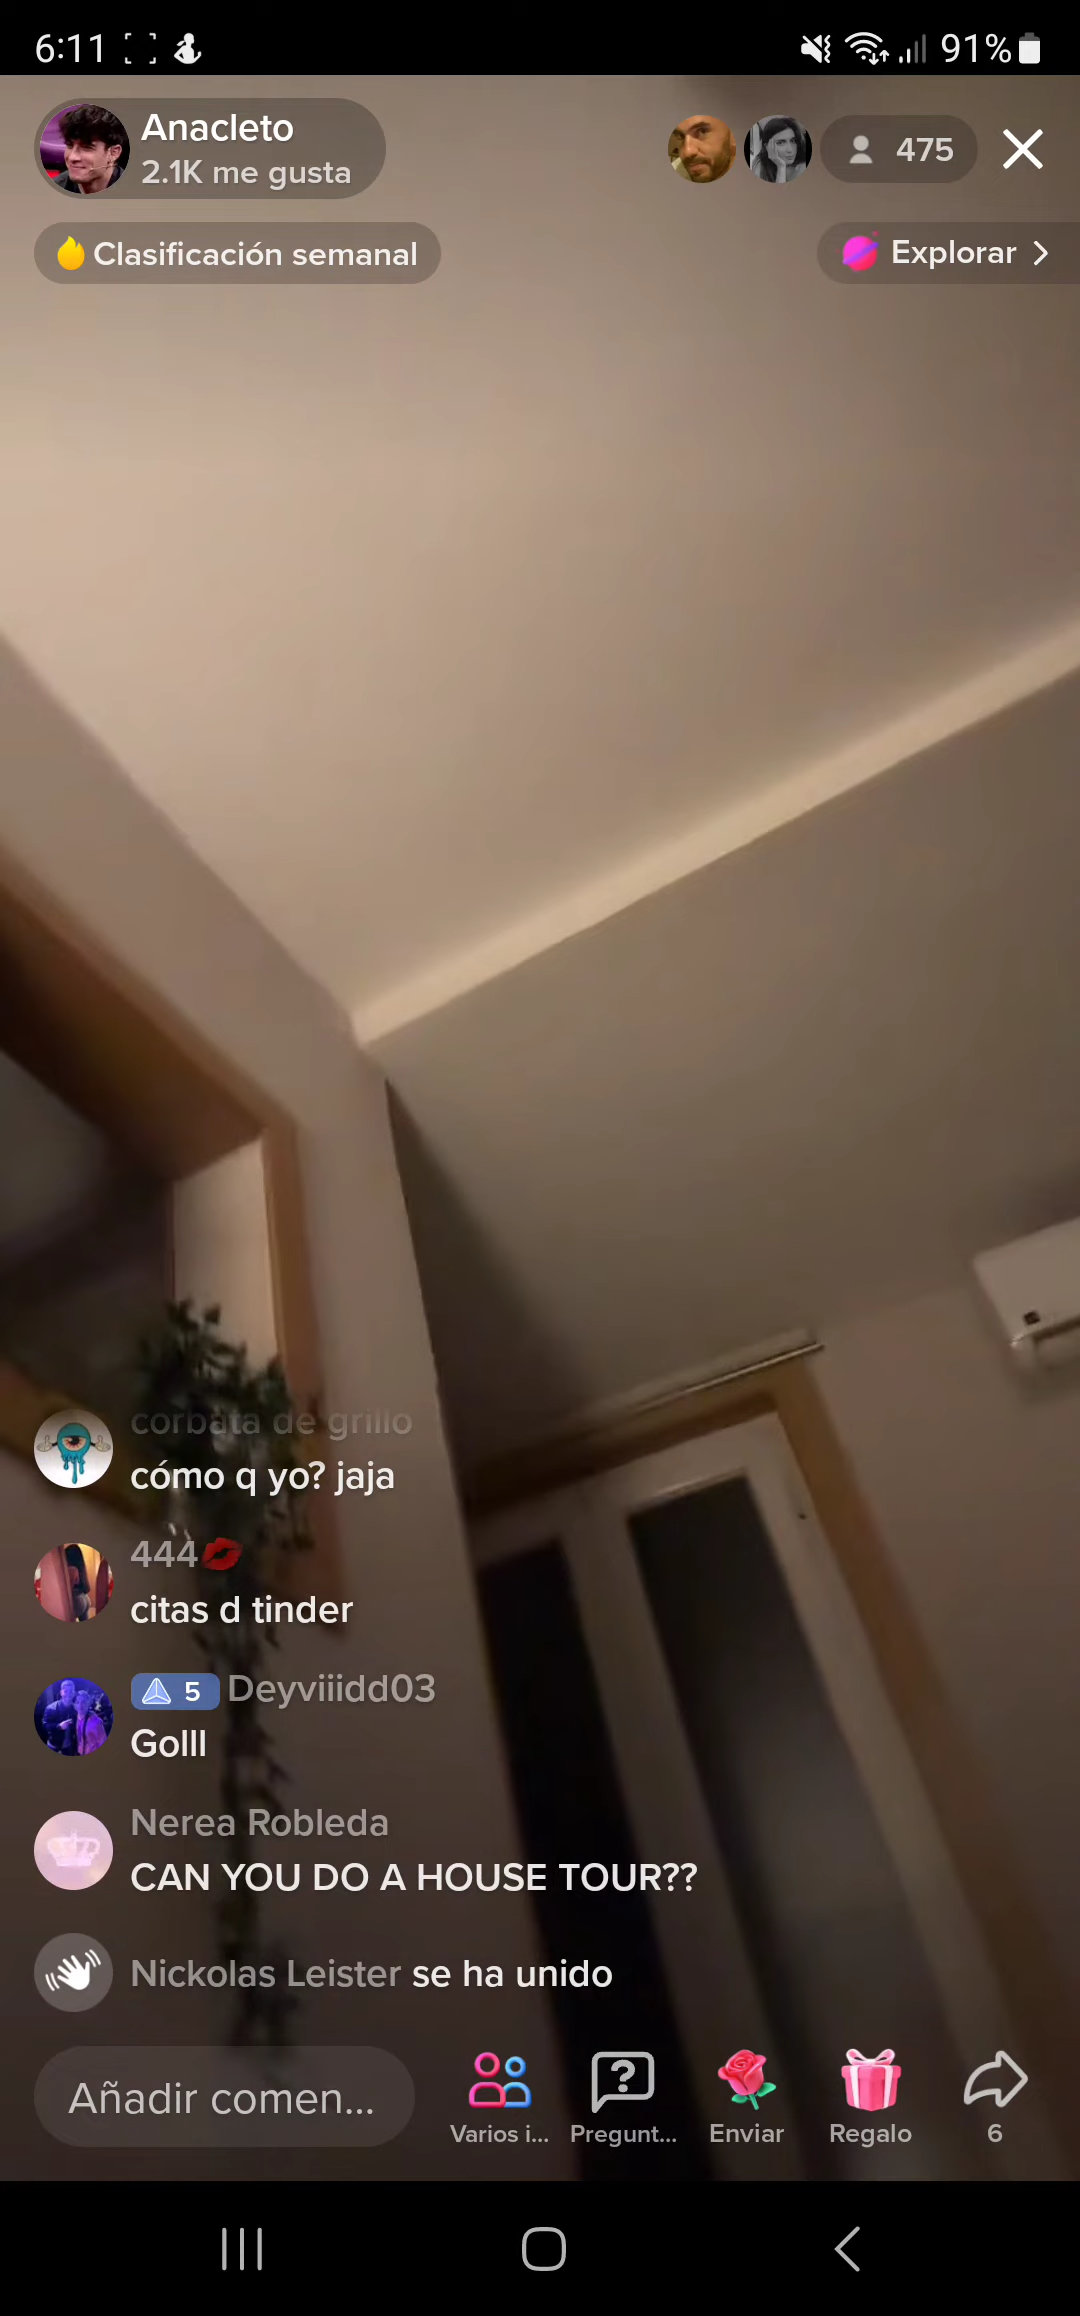 6:11
91%
Anacleto
2.1K me gusta
475
Clasificación semanal
Explorar
corbata de grillo
cómo q yo? jaja
444
citas d tinder
5 Deyviiidd03
Golll
Nerea Robleda
CAN YOU DO A HOUSE TOUR??
Nickolas Leister se ha unido
Añadir comen...
Varios i...
Pregunt...
Enviar
Regalo
6